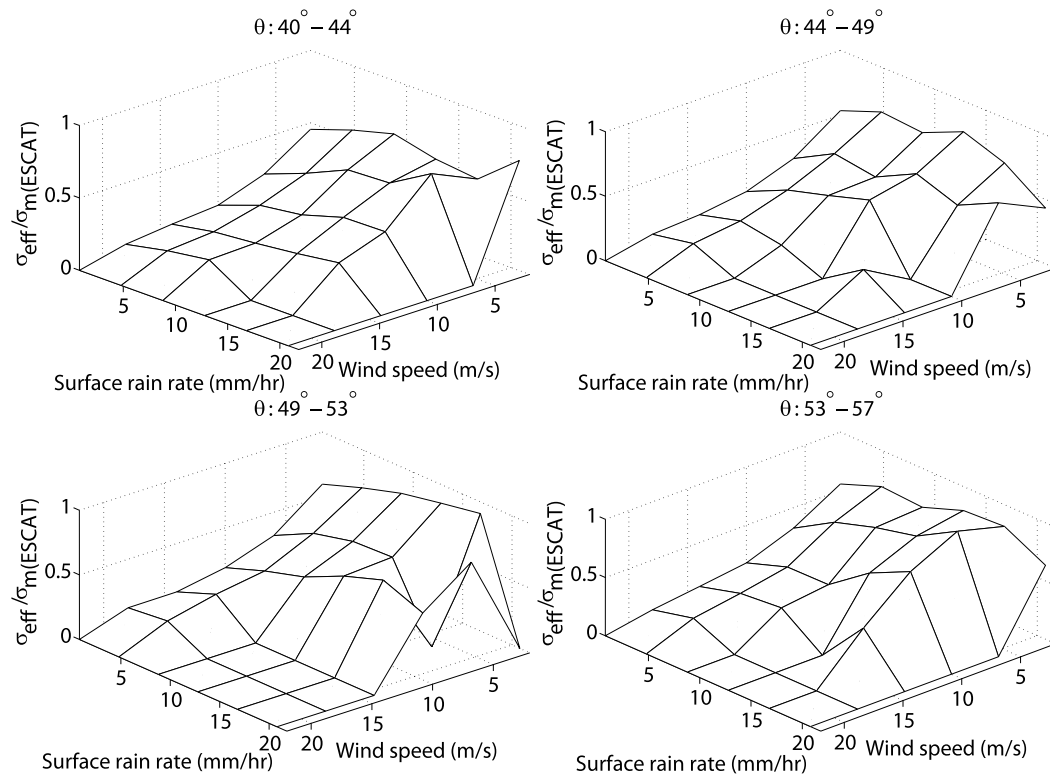 θ: 40° – 44°
σeff/σm(ESCAT)
1
0.5
0
5
10
15
20
Surface rain rate (mm/hr)
20
15
10
5
Wind speed (m/s)
θ: 44° – 49°
σeff/σm(ESCAT)
1
0.5
0
5
10
15
20
Surface rain rate (mm/hr)
20
15
10
5
Wind speed (m/s)
θ: 49° – 53°
σeff/σm(ESCAT)
1
0.5
0
5
10
15
20
Surface rain rate (mm/hr)
20
15
10
5
Wind speed (m/s)
θ: 53° – 57°
σeff/σm(ESCAT)
1
0.5
0
5
10
15
20
Surface rain rate (mm/hr)
20
15
10
5
Wind speed (m/s)